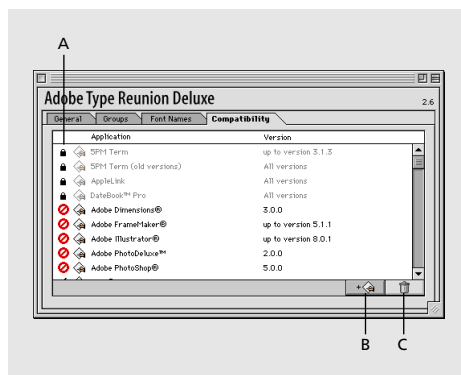 A
Adobe Type Reunion Deluxe
2.6
General Groups Font Names Compatibility
Application Version
5PM Term up to version 3.1.3
5PM Term (old versions) All versions
AppleLink All versions
DateBook™ Pro All versions
Adobe Dimensions® 3.0.0
Adobe FrameMaker® up to version 5.1.1
Adobe Illustrator® up to version 8.0.1
Adobe PhotoDeluxe™ 2.0.0
Adobe PhotoShop® 5.0.0
+
B C